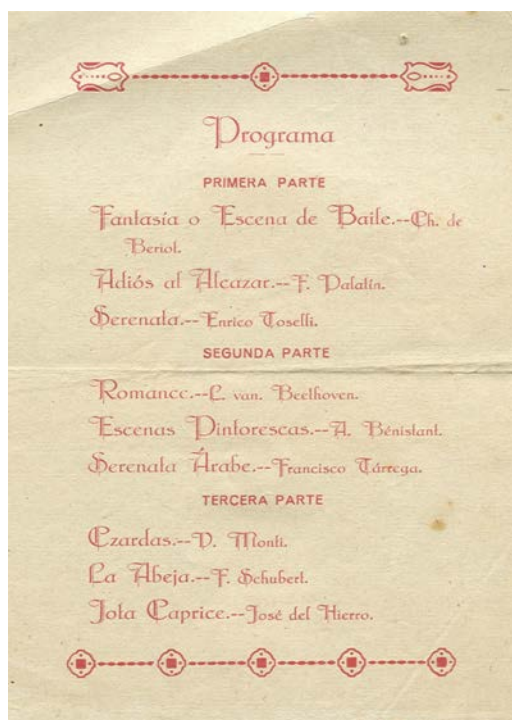 Programa
PRIMERA PARTE
Fantasía o Escena de Baile.--Ch. de
Beriot.
Adiós al Alcazar.--F. Palatín.
Serenata.--Enrico Toselli.
SEGUNDA PARTE
Romance.--L. van. Beethoven.
Escenas Pintorescas.--A. Bénistant.
Serenata Árabe.--Francisco Tárrega.
TERCERA PARTE
Czardas.--V. Monti.
La Abeja.--F. Schubert.
Jota Caprice.--José del Hierro.